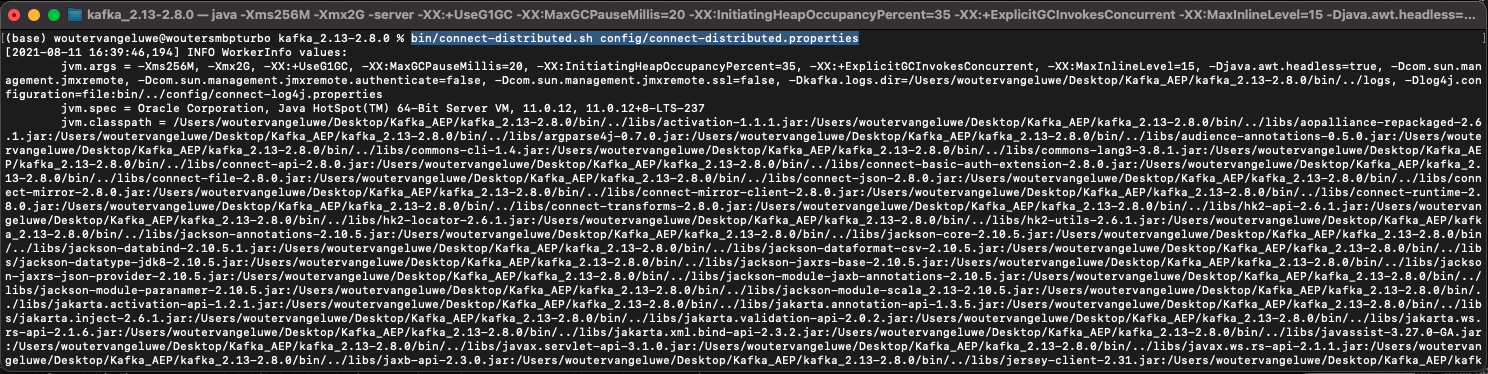 kafka_2.13-2.8.0 — java -Xms256M -Xmx2G -server -XX:+UseG1GC -XX:MaxGCPauseMillis=20 -XX:InitiatingHeapOccupancyPercent=35 -XX:+ExplicitGCInvokesConcurrent -XX:MaxInlineLevel=15 -Djava.awt.headless=...
[(base) woutervangeluwe@woutersmbpturbo kafka_2.13-2.8.0 % bin/connect-distributed.sh config/connect-distributed.properties ]
[2021-08-11 16:39:46,194] INFO WorkerInfo values:
jvm.args = -Xms256M, -Xmx2G, -XX:+UseG1GC, -XX:MaxGCPauseMillis=20, -XX:InitiatingHeapOccupancyPercent=35, -XX:+ExplicitGCInvokesConcurrent, -XX:MaxInlineLevel=15, -Djava.awt.headless=true, -Dcom.sun.man
agement.jmxremote, -Dcom.sun.management.jmxremote.authenticate=false, -Dcom.sun.management.jmxremote.ssl=false, -Dkafka.logs.dir=/Users/woutervangeluwe/Desktop/Kafka_AEP/kafka_2.13-2.8.0/bin/../logs, -Dlog4j.con
figuration=file:bin/../config/connect-log4j.properties
jvm.spec = Oracle Corporation, Java HotSpot(TM) 64-Bit Server VM, 11.0.12, 11.0.12+8-LTS-237
jvm.classpath = /Users/woutervangeluwe/Desktop/Kafka_AEP/kafka_2.13-2.8.0/bin/../libs/activation-1.1.1.jar:/Users/woutervangeluwe/Desktop/Kafka_AEP/kafka_2.13-2.8.0/bin/../libs/aopalliance-repackaged-2.6
.1.jar:/Users/woutervangeluwe/Desktop/Kafka_AEP/kafka_2.13-2.8.0/bin/../libs/argparse4j-0.7.0.jar:/Users/woutervangeluwe/Desktop/Kafka_AEP/kafka_2.13-2.8.0/bin/../libs/audience-annotations-0.5.0.jar:/Users/woute
rvangeluwe/Desktop/Kafka_AEP/kafka_2.13-2.8.0/bin/../libs/commons-cli-1.4.jar:/Users/woutervangeluwe/Desktop/Kafka_AEP/kafka_2.13-2.8.0/bin/../libs/commons-lang3-3.8.1.jar:/Users/woutervangeluwe/Desktop/Kafka_AE
P/kafka_2.13-2.8.0/bin/../libs/connect-api-2.8.0.jar:/Users/woutervangeluwe/Desktop/Kafka_AEP/kafka_2.13-2.8.0/bin/../libs/connect-basic-auth-extension-2.8.0.jar:/Users/woutervangeluwe/Desktop/Kafka_AEP/kafka_2.
13-2.8.0/bin/../libs/connect-file-2.8.0.jar:/Users/woutervangeluwe/Desktop/Kafka_AEP/kafka_2.13-2.8.0/bin/../libs/connect-json-2.8.0.jar:/Users/woutervangeluwe/Desktop/Kafka_AEP/kafka_2.13-2.8.0/bin/../libs/conn
ect-mirror-2.8.0.jar:/Users/woutervangeluwe/Desktop/Kafka_AEP/kafka_2.13-2.8.0/bin/../libs/connect-mirror-client-2.8.0.jar:/Users/woutervangeluwe/Desktop/Kafka_AEP/kafka_2.13-2.8.0/bin/../libs/connect-runtime-2.
8.0.jar:/Users/woutervangeluwe/Desktop/Kafka_AEP/kafka_2.13-2.8.0/bin/../libs/connect-transforms-2.8.0.jar:/Users/woutervangeluwe/Desktop/Kafka_AEP/kafka_2.13-2.8.0/bin/../libs/hk2-api-2.6.1.jar:/Users/woutervan
geluwe/Desktop/Kafka_AEP/kafka_2.13-2.8.0/bin/../libs/hk2-locator-2.6.1.jar:/Users/woutervangeluwe/Desktop/Kafka_AEP/kafka_2.13-2.8.0/bin/../libs/hk2-utils-2.6.1.jar:/Users/woutervangeluwe/Desktop/Kafka_AEP/kafk
a_2.13-2.8.0/bin/../libs/jackson-annotations-2.10.5.jar:/Users/woutervangeluwe/Desktop/Kafka_AEP/kafka_2.13-2.8.0/bin/../libs/jackson-core-2.10.5.jar:/Users/woutervangeluwe/Desktop/Kafka_AEP/kafka_2.13-2.8.0/bin
/../libs/jackson-databind-2.10.5.1.jar:/Users/woutervangeluwe/Desktop/Kafka_AEP/kafka_2.13-2.8.0/bin/../libs/jackson-dataformat-csv-2.10.5.jar:/Users/woutervangeluwe/Desktop/Kafka_AEP/kafka_2.13-2.8.0/bin/../lib
s/jackson-datatype-jdk8-2.10.5.jar:/Users/woutervangeluwe/Desktop/Kafka_AEP/kafka_2.13-2.8.0/bin/../libs/jackson-jaxrs-base-2.10.5.jar:/Users/woutervangeluwe/Desktop/Kafka_AEP/kafka_2.13-2.8.0/bin/../libs/jackso
n-jaxrs-json-provider-2.10.5.jar:/Users/woutervangeluwe/Desktop/Kafka_AEP/kafka_2.13-2.8.0/bin/../libs/jackson-module-jaxb-annotations-2.10.5.jar:/Users/woutervangeluwe/Desktop/Kafka_AEP/kafka_2.13-2.8.0/bin/../
libs/jackson-module-paranamer-2.10.5.jar:/Users/woutervangeluwe/Desktop/Kafka_AEP/kafka_2.13-2.8.0/bin/../libs/jackson-module-scala_2.13-2.10.5.jar:/Users/woutervangeluwe/Desktop/Kafka_AEP/kafka_2.13-2.8.0/bin/.
./libs/jakarta.activation-api-1.2.1.jar:/Users/woutervangeluwe/Desktop/Kafka_AEP/kafka_2.13-2.8.0/bin/../libs/jakarta.annotation-api-1.3.5.jar:/Users/woutervangeluwe/Desktop/Kafka_AEP/kafka_2.13-2.8.0/bin/../lib
s/jakarta.inject-2.6.1.jar:/Users/woutervangeluwe/Desktop/Kafka_AEP/kafka_2.13-2.8.0/bin/../libs/jakarta.validation-api-2.0.2.jar:/Users/woutervangeluwe/Desktop/Kafka_AEP/kafka_2.13-2.8.0/bin/../libs/jakarta.ws.
rs-api-2.1.6.jar:/Users/woutervangeluwe/Desktop/Kafka_AEP/kafka_2.13-2.8.0/bin/../libs/jakarta.xml.bind-api-2.3.2.jar:/Users/woutervangeluwe/Desktop/Kafka_AEP/kafka_2.13-2.8.0/bin/../libs/javassist-3.27.0-GA.jar
:/Users/woutervangeluwe/Desktop/Kafka_AEP/kafka_2.13-2.8.0/bin/../libs/javax.servlet-api-3.1.0.jar:/Users/woutervangeluwe/Desktop/Kafka_AEP/kafka_2.13-2.8.0/bin/../libs/javax.ws.rs-api-2.1.1.jar:/Users/woutervan
geluwe/Desktop/Kafka_AEP/kafka_2.13-2.8.0/bin/../libs/jaxb-api-2.3.0.jar:/Users/woutervangeluwe/Desktop/Kafka_AEP/kafka_2.13-2.8.0/bin/../libs/jersey-client-2.31.jar:/Users/woutervangeluwe/Desktop/Kafka_AEP/kafk